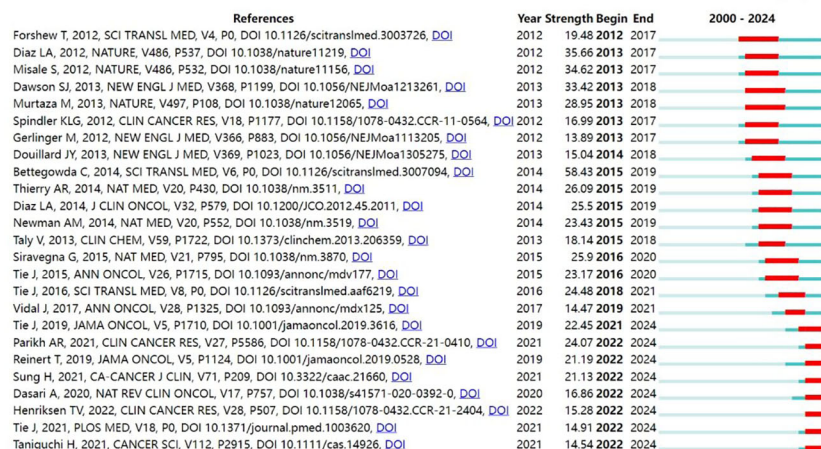 References Year Strength Begin End 2000 - 2024
Forshew T, 2012, SCI TRANSL MED, V4, P0, DOI 10.1126/scitranslmed.3003726, DOI 2012 19.48 2012 2017
Diaz LA, 2012, NATURE, V486, P537, DOI 10.1038/nature11219, DOI 2012 35.66 2013 2017
Misale S, 2012, NATURE, V486, P532, DOI 10.1038/nature11156, DOI 2012 34.62 2013 2017
Dawson SJ, 2013, NEW ENGL J MED, V368, P1199, DOI 10.1056/NEJMoa1213261, DOI 2013 33.42 2013 2018
Murtaza M, 2013, NATURE, V497, P108, DOI 10.1038/nature12065, DOI 2013 28.95 2013 2018
Spindler KLG, 2012, CLIN CANCER RES, V18, P1177, DOI 10.1158/1078-0432.CCR-11-0564, DOI 2012 16.99 2013 2017
Gerlinger M, 2012, NEW ENGL J MED, V366, P883, DOI 10.1056/NEJMoa1113205, DOI 2012 13.89 2013 2017
Douillard JY, 2013, NEW ENGL J MED, V369, P1023, DOI 10.1056/NEJMoa1305275, DOI 2013 15.04 2014 2018
Bettegowda C, 2014, SCI TRANSL MED, V6, P0, DOI 10.1126/scitranslmed.3007094, DOI 2014 58.43 2015 2019
Thierry AR, 2014, NAT MED, V20, P430, DOI 10.1038/nm.3511, DOI 2014 26.09 2015 2019
Diaz LA, 2014, J CLIN ONCOL, V32, P579, DOI 10.1200/JCO.2012.45.2011, DOI 2014 25.5 2015 2019
Newman AM, 2014, NAT MED, V20, P552, DOI 10.1038/nm.3519, DOI 2014 23.43 2015 2019
Taly V, 2013, CLIN CHEM, V59, P1722, DOI 10.1373/clinchem.2013.206359, DOI 2013 18.14 2015 2018
Siravegna G, 2015, NAT MED, V21, P795, DOI 10.1038/nm.3870, DOI 2015 25.9 2016 2020
Tie J, 2015, ANN ONCOL, V26, P1715, DOI 10.1093/annonc/mdv177, DOI 2015 23.17 2016 2020
Tie J, 2016, SCI TRANSL MED, V8, P0, DOI 10.1126/scitranslmed.aaf6219, DOI 2016 24.48 2018 2021
Vidal J, 2017, ANN ONCOL, V28, P1325, DOI 10.1093/annonc/mdx125, DOI 2017 14.47 2019 2021
Tie J, 2019, JAMA ONCOL, V5, P1710, DOI 10.1001/jamaoncol.2019.3616, DOI 2019 22.45 2021 2024
Parikh AR, 2021, CLIN CANCER RES, V27, P5586, DOI 10.1158/1078-0432.CCR-21-0410, DOI 2021 24.07 2022 2024
Reinert T, 2019, JAMA ONCOL, V5, P1124, DOI 10.1001/jamaoncol.2019.0528, DOI 2019 21.19 2022 2024
Sung H, 2021, CA-CANCER J CLIN, V71, P209, DOI 10.3322/caac.21660, DOI 2021 21.13 2022 2024
Dasari A, 2020, NAT REV CLIN ONCOL, V17, P757, DOI 10.1038/s41571-020-0392-0, DOI 2020 16.86 2022 2024
Henriksen TV, 2022, CLIN CANCER RES, V28, P507, DOI 10.1158/1078-0432.CCR-21-2404, DOI 2022 15.28 2022 2024
Tie J, 2021, PLOS MED, V18, P0, DOI 10.1371/journal.pmed.1003620, DOI 2021 14.91 2022 2024
Taniguchi H, 2021, CANCER SCI, V112, P2915, DOI 10.1111/cas.14926, DOI 2021 14.54 2022 2024